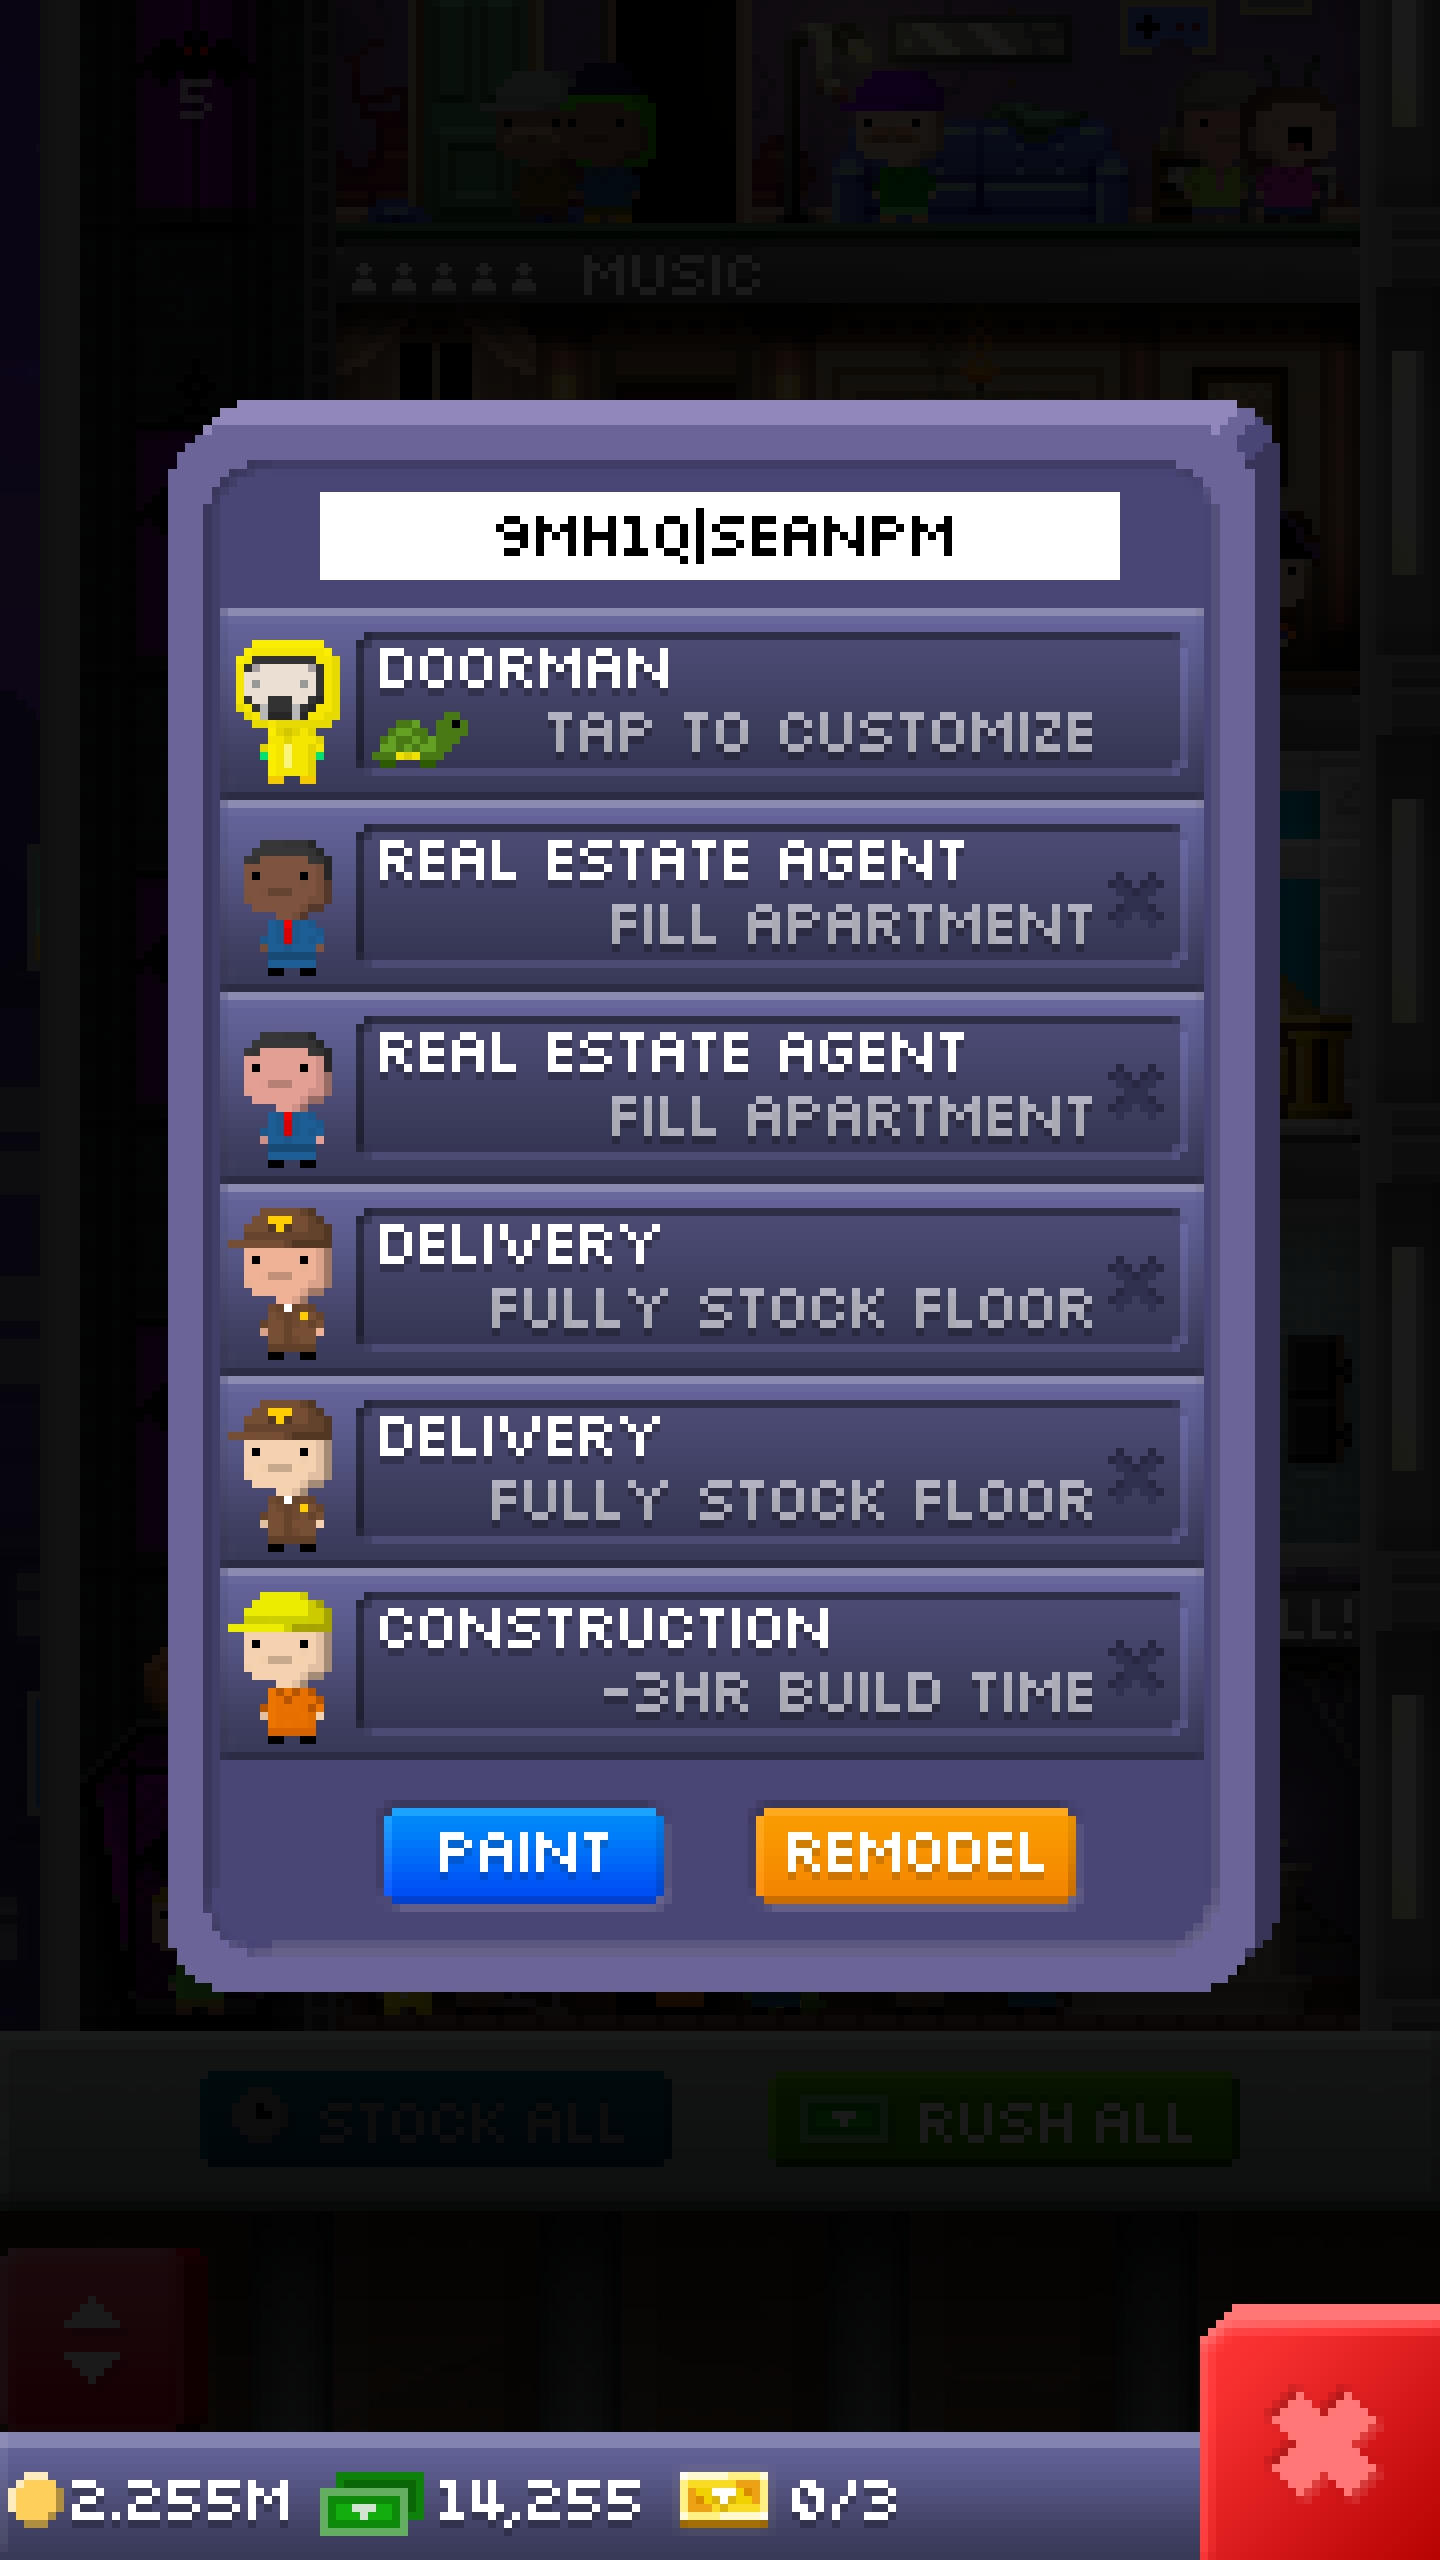 5
MUSIC
9MH1Q|SEANPM
DOORMAN
TAP TO CUSTOMIZE
REAL ESTATE AGENT
FILL APARTMENT
REAL ESTATE AGENT
FILL APARTMENT
DELIVERY
FULLY STOCK FLOOR
DELIVERY
FULLY STOCK FLOOR
CONSTRUCTION
-3HR BUILD TIME
PAINT
REMODEL
STOCK ALL
RUSH ALL
2.255M
14,255
0/3